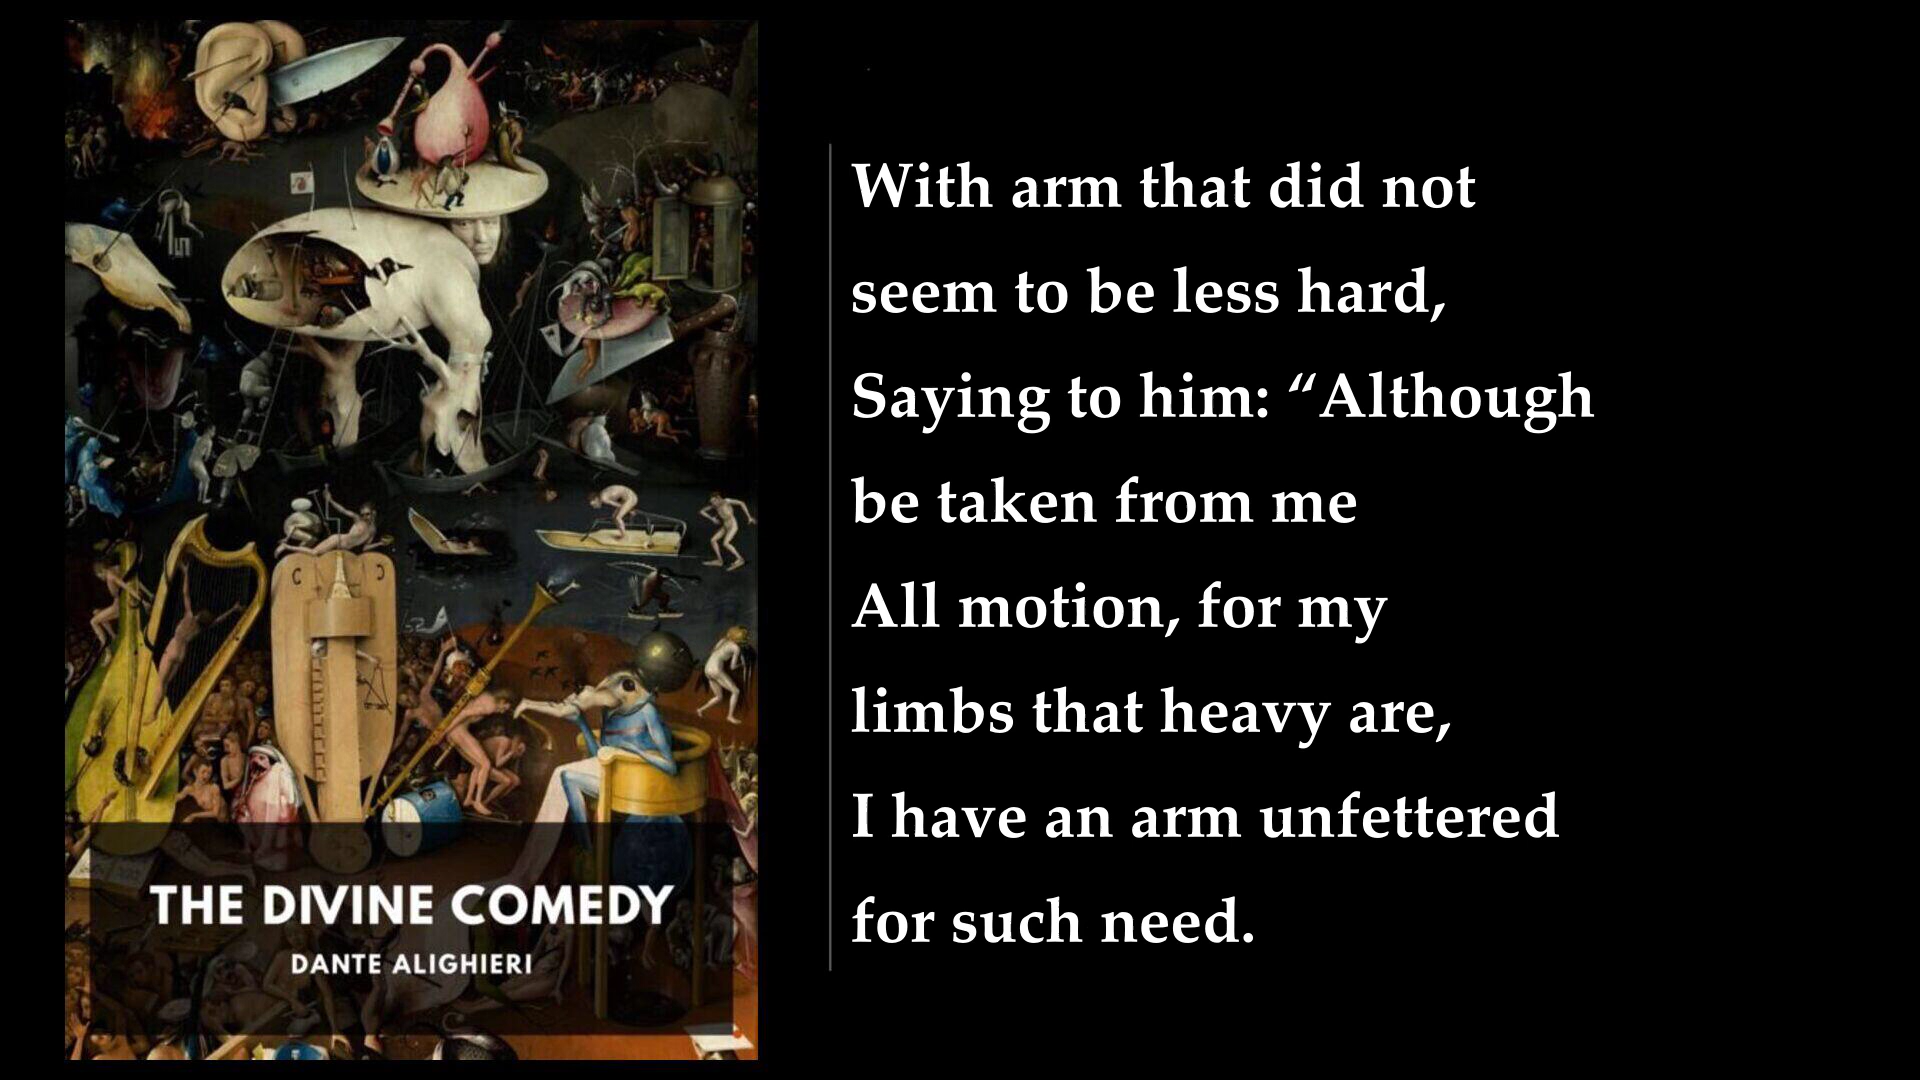 With arm that did not
seem to be less hard,
Saying to him: “Although
be taken from me
All motion, for my
limbs that heavy are,
I have an arm unfettered
for such need.
THE DIVINE COMEDY
DANTE ALIGHIERI